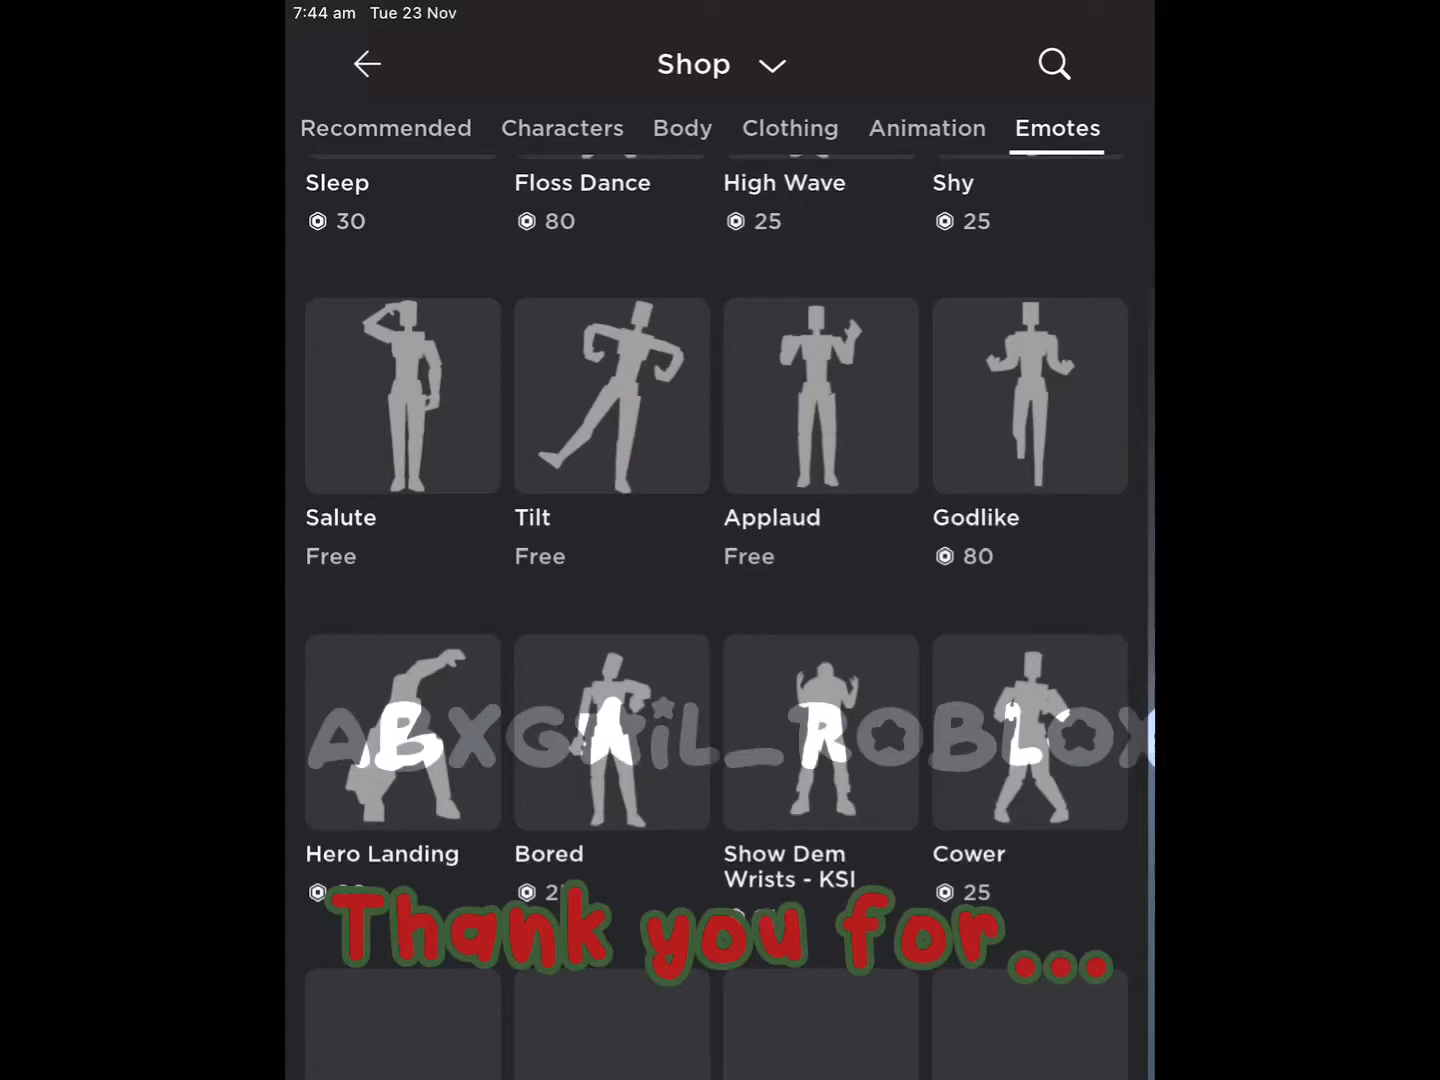 7:44 am Tue 23 Nov
Shop
Recommended Characters Body Clothing Animation Emotes
Sleep Floss Dance High Wave Shy
30 80 25 25
Salute Tilt Applaud Godlike
Free Free Free 80
B A R L
Hero Landing Bored Show Dem Cower
Wrists - KSI
25
Thank you for...